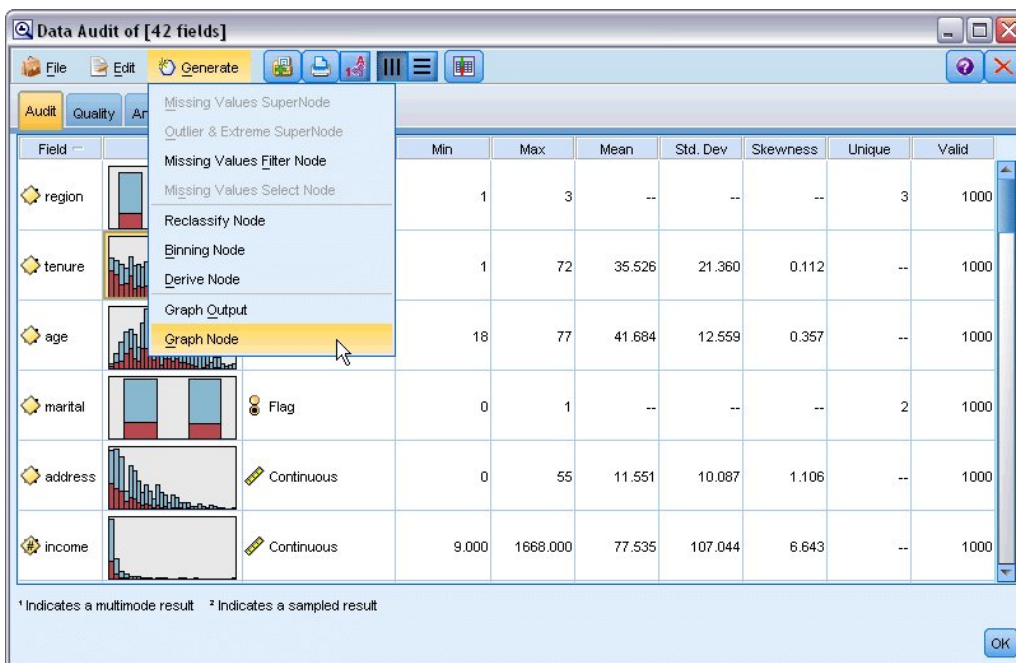 Data Audit of [42 fields]
File Edit Generate
Audit Quality An
Missing Values SuperNode
Outlier & Extreme SuperNode
Missing Values Filter Node
Missing Values Select Node
Reclassify Node
Binning Node
Derive Node
Graph Output
Graph Node
Field Min Max Mean Std. Dev Skewness Unique Valid
region 1 3 -- -- -- 3 1000
tenure 1 72 35.526 21.360 0.112 -- 1000
age 18 77 41.684 12.559 0.357 -- 1000
marital Flag 0 1 -- -- -- 2 1000
address Continuous 0 55 11.551 10.087 1.106 -- 1000
income Continuous 9.000 1668.000 77.535 107.044 6.643 -- 1000
¹ Indicates a multimode result ² Indicates a sampled result
OK